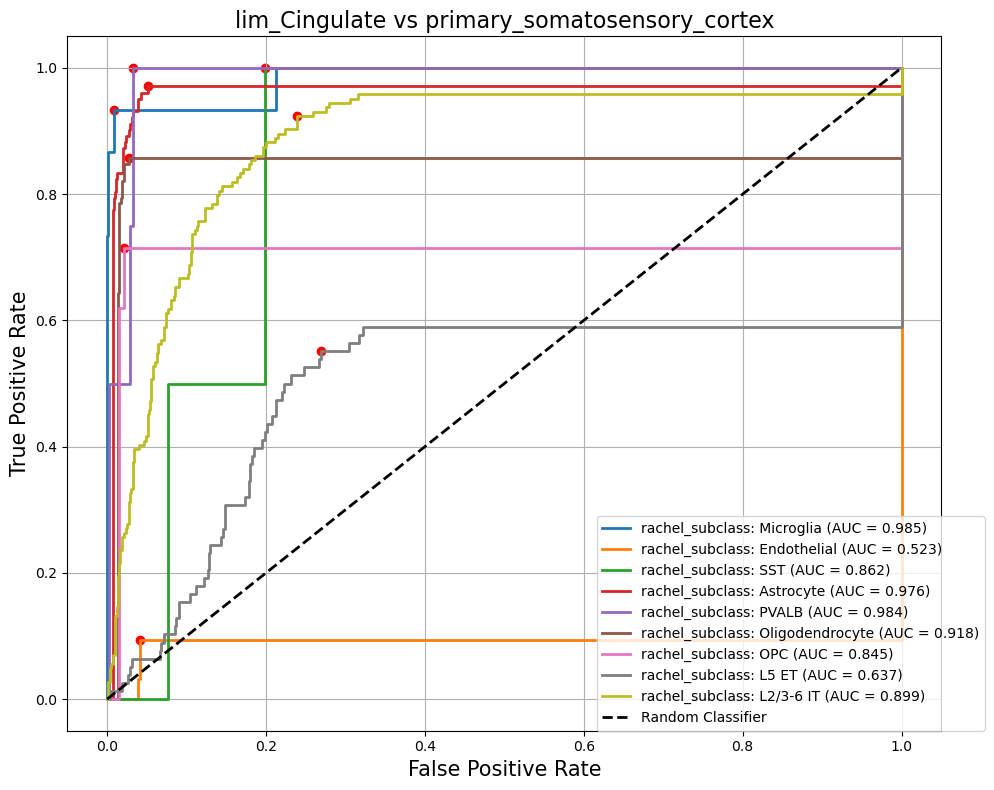 lim_Cingulate vs primary_somatosensory_cortex
True Positive Rate
1.0
0.8
0.6
0.4
0.2
0.0
rachel_subclass: Microglia (AUC = 0.985)
rachel_subclass: Endothelial (AUC = 0.523)
rachel_subclass: SST (AUC = 0.862)
rachel_subclass: Astrocyte (AUC = 0.976)
rachel_subclass: PVALB (AUC = 0.984)
rachel_subclass: Oligodendrocyte (AUC = 0.918)
rachel_subclass: OPC (AUC = 0.845)
rachel_subclass: L5 ET (AUC = 0.637)
rachel_subclass: L2/3-6 IT (AUC = 0.899)
Random Classifier
0.0 0.2 0.4 0.6 0.8 1.0
False Positive Rate